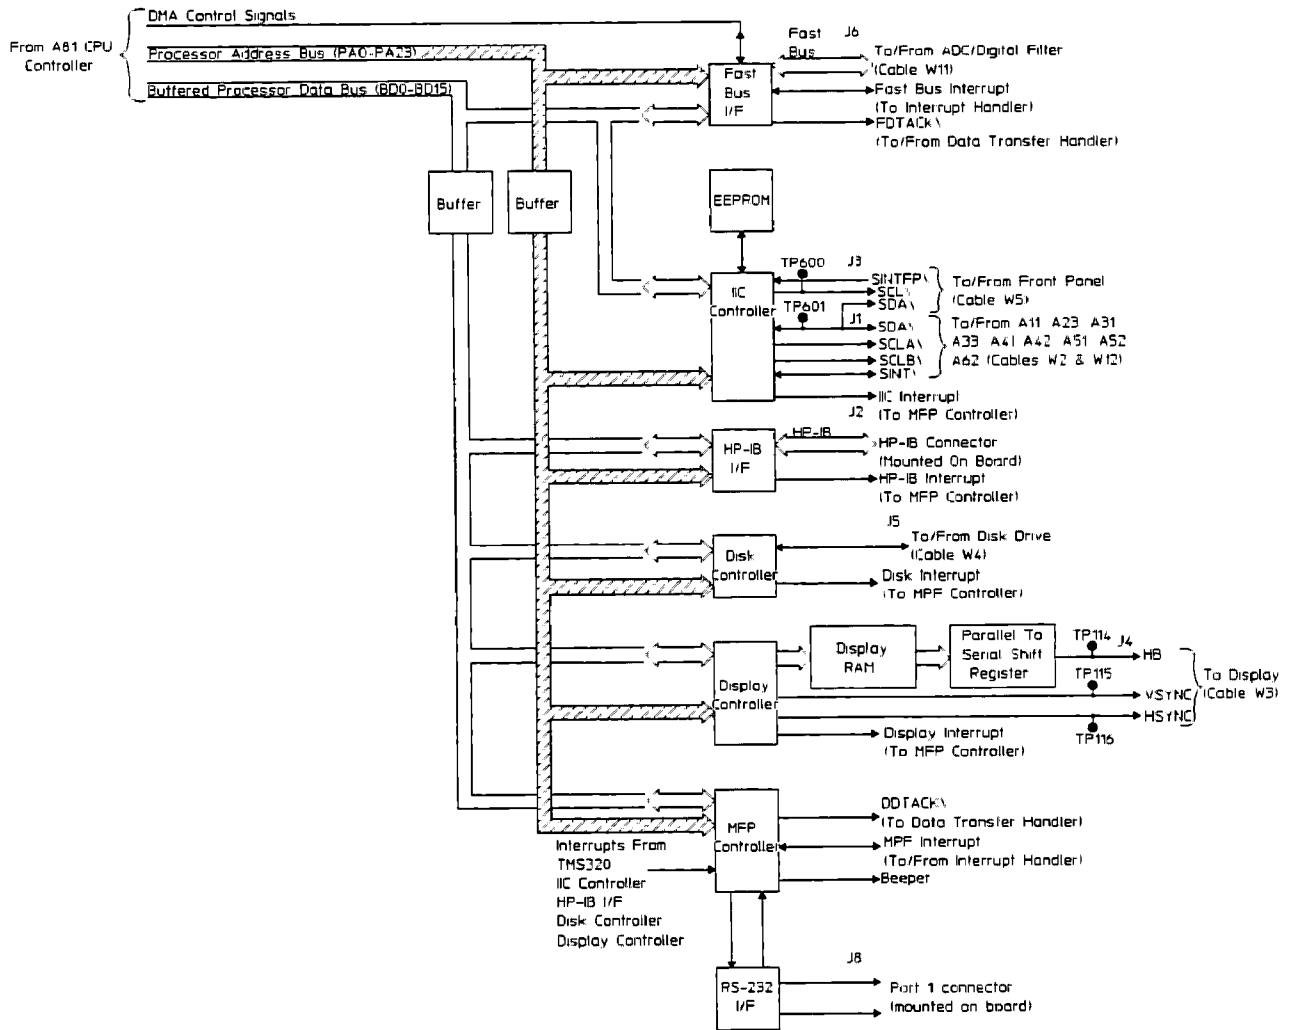 DMA Control Signals
From A61 CPU
Controller
Processor Address Bus (PA0-PA23)
Buffered Processor Data Bus (BD0-BD15)
Fast
Bus
J6
Fast
Bus
I/F
To/From ADC/Digital Filter
(Cable W11)
Fast Bus Interrupt
(To Interrupt Handler)
FDTACK\
(To/From Data Transfer Handler)
Buffer
Buffer
EEPROM
TP600
J3
IIC
Controller
SINTFP\
SCL\
SDA\
To/From Front Panel
(Cable W5)
TP601
J1
SDA\
SCLA\
SCLB\
SINT\
To/From A11 A23 A31
A33 A41 A42 A51 A52
A62 (Cables W2 & W12)
IIC Interrupt
(To MFP Controller)
J2
HP-IB
HP-IB
I/F
HP-IB Connector
(Mounted On Board)
HP-IB Interrupt
(To MFP Controller)
J5
Disk
Controller
To/From Disk Drive
(Cable W4)
Disk Interrupt
(To MPF Controller)
Display
Controller
Display
RAM
Parallel To
Serial Shift
Register
TP114
J4
HB
TP115
VSYNC
HSYNC
TP116
To Display
(Cable W3)
Display Interrupt
(To MFP Controller)
MFP
Controller
DDTACK\
(To Data Transfer Handler)
MPF Interrupt
(To/From Interrupt Handler)
Beeper
Interrupts From
TMS320
IIC Controller
HP-IB I/F
Disk Controller
Display Controller
RS-232
I/F
J8
Port 1 connector
(mounted on board)